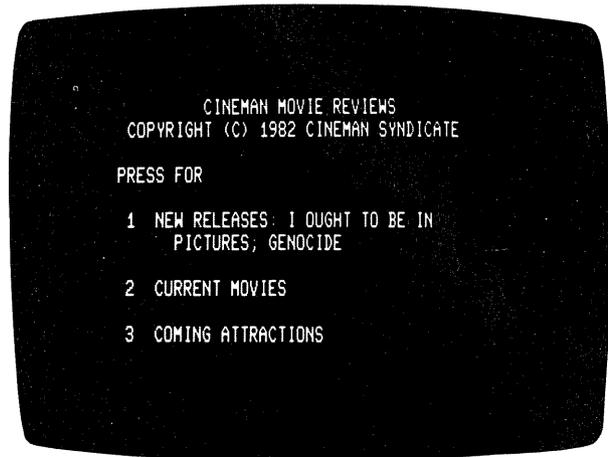 CINEMAN MOVIE REVIEWS
COPYRIGHT (C) 1982 CINEMAN SYNDICATE
PRESS FOR
1 NEW RELEASES: I OUGHT TO BE IN
PICTURES; GENOCIDE
2 CURRENT MOVIES
3 COMING ATTRACTIONS